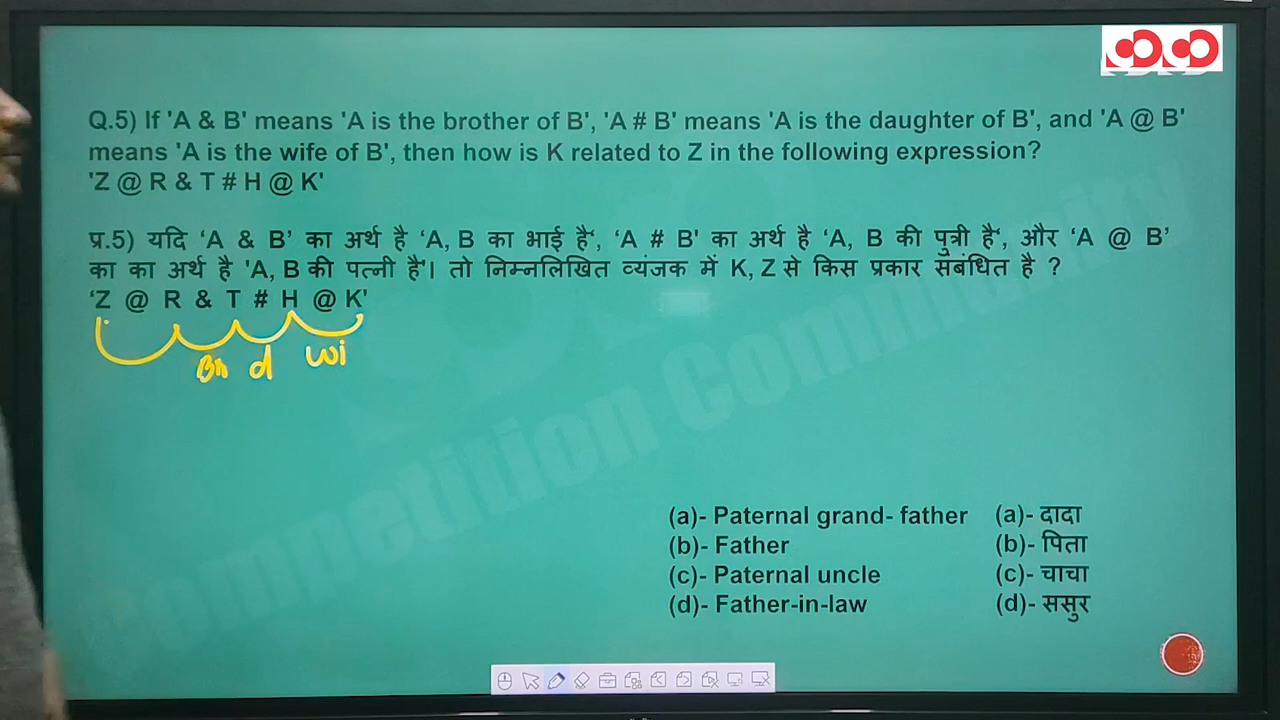 Q.5) If 'A & B' means 'A is the brother of B', 'A # B' means 'A is the daughter of B', and 'A @ B'
means 'A is the wife of B', then how is K related to Z in the following expression?
'Z @ R & T # H @ K'
प्र.5) यदि ‘A & B’ का अर्थ है ‘A, B का भाई है‘, ‘A # B' का अर्थ है ‘A, B की पुत्री है‘, और ‘A @ B’
का का अर्थ है 'A, B की पत्नी है'। तो निम्नलिखित व्यंजक में K, Z से किस प्रकार संबंधित है ?
‘Z @ R & T # H @ K'
d wi
(a)- Paternal grand- father (a)- दादा
(b)- Father (b)- पिता
(c)- Paternal uncle (c)- चाचा
(d)- Father-in-law (d)- ससुर
Competition Community